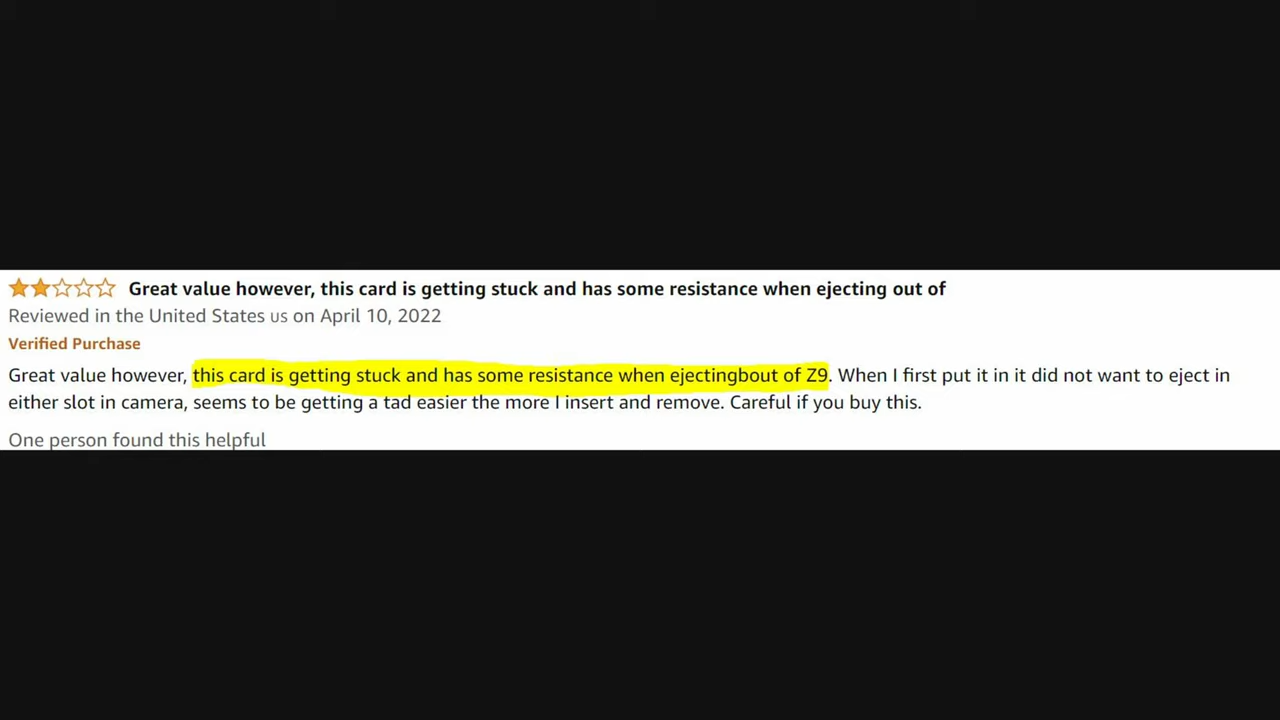 Great value however, this card is getting stuck and has some resistance when ejecting out of
Reviewed in the United States US on April 10, 2022
Verified Purchase
Great value however, this card is getting stuck and has some resistance when ejectingbout of Z9. When I first put it in it did not want to eject in
either slot in camera, seems to be getting a tad easier the more I insert and remove. Careful if you buy this.
One person found this helpful